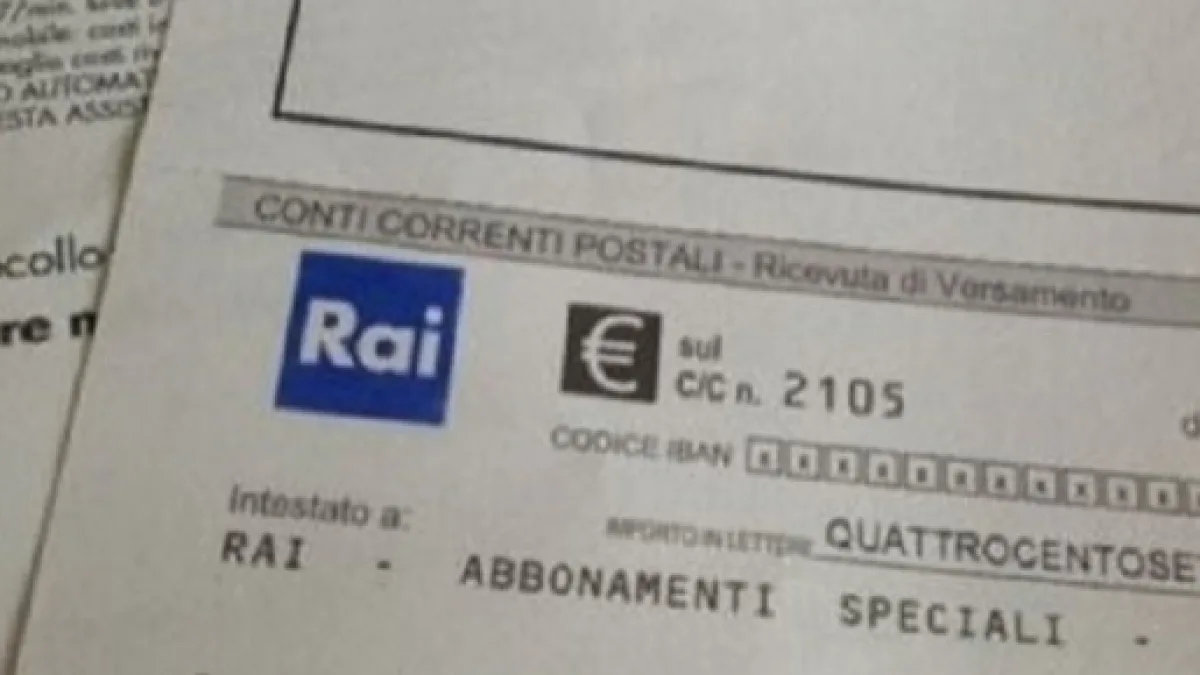 AUTOMAT
ESTA ASSIS
collo
re
CONTI CORRENTI POSTALI - Ricevuta di Versamento
Rai
€ sul
C/C n. 2105
CODICE IBAN
Intestato a:
IMPORTO IN LETTERE QUATTROCENTOSE
RAI - ABBONAMENTI SPECIALI -